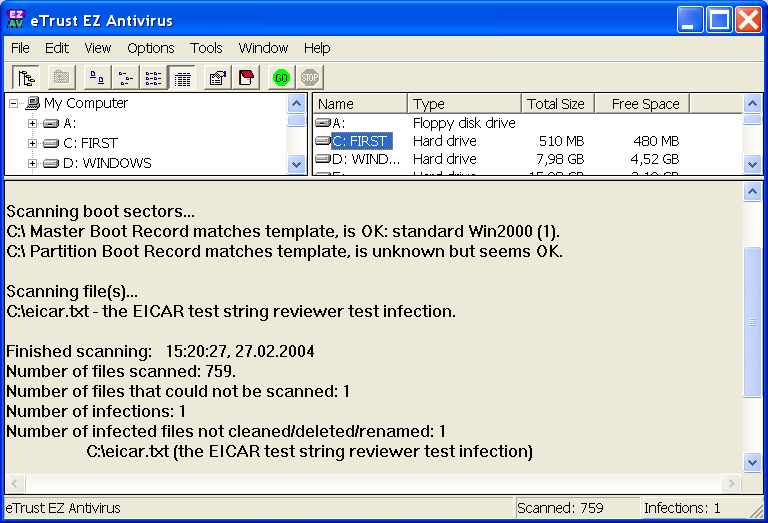 EZ AV eTrust EZ Antivirus
File Edit View Options Tools Window Help
GO STOP
My Computer
A:
C: FIRST
D: WINDOWS
Name Type Total Size Free Space
A: Floppy disk drive
C: FIRST Hard drive 510 MB 480 MB
D: WIND... Hard drive 7,98 GB 4,52 GB
Scanning boot sectors...
C:\ Master Boot Record matches template, is OK: standard Win2000 (1).
C:\ Partition Boot Record matches template, is unknown but seems OK.
Scanning file(s)...
C:\eicar.txt - the EICAR test string reviewer test infection.
Finished scanning: 15:20:27, 27.02.2004
Number of files scanned: 759.
Number of files that could not be scanned: 1
Number of infections: 1
Number of infected files not cleaned/deleted/renamed: 1
C:\eicar.txt (the EICAR test string reviewer test infection)
eTrust EZ Antivirus Scanned: 759 Infections: 1